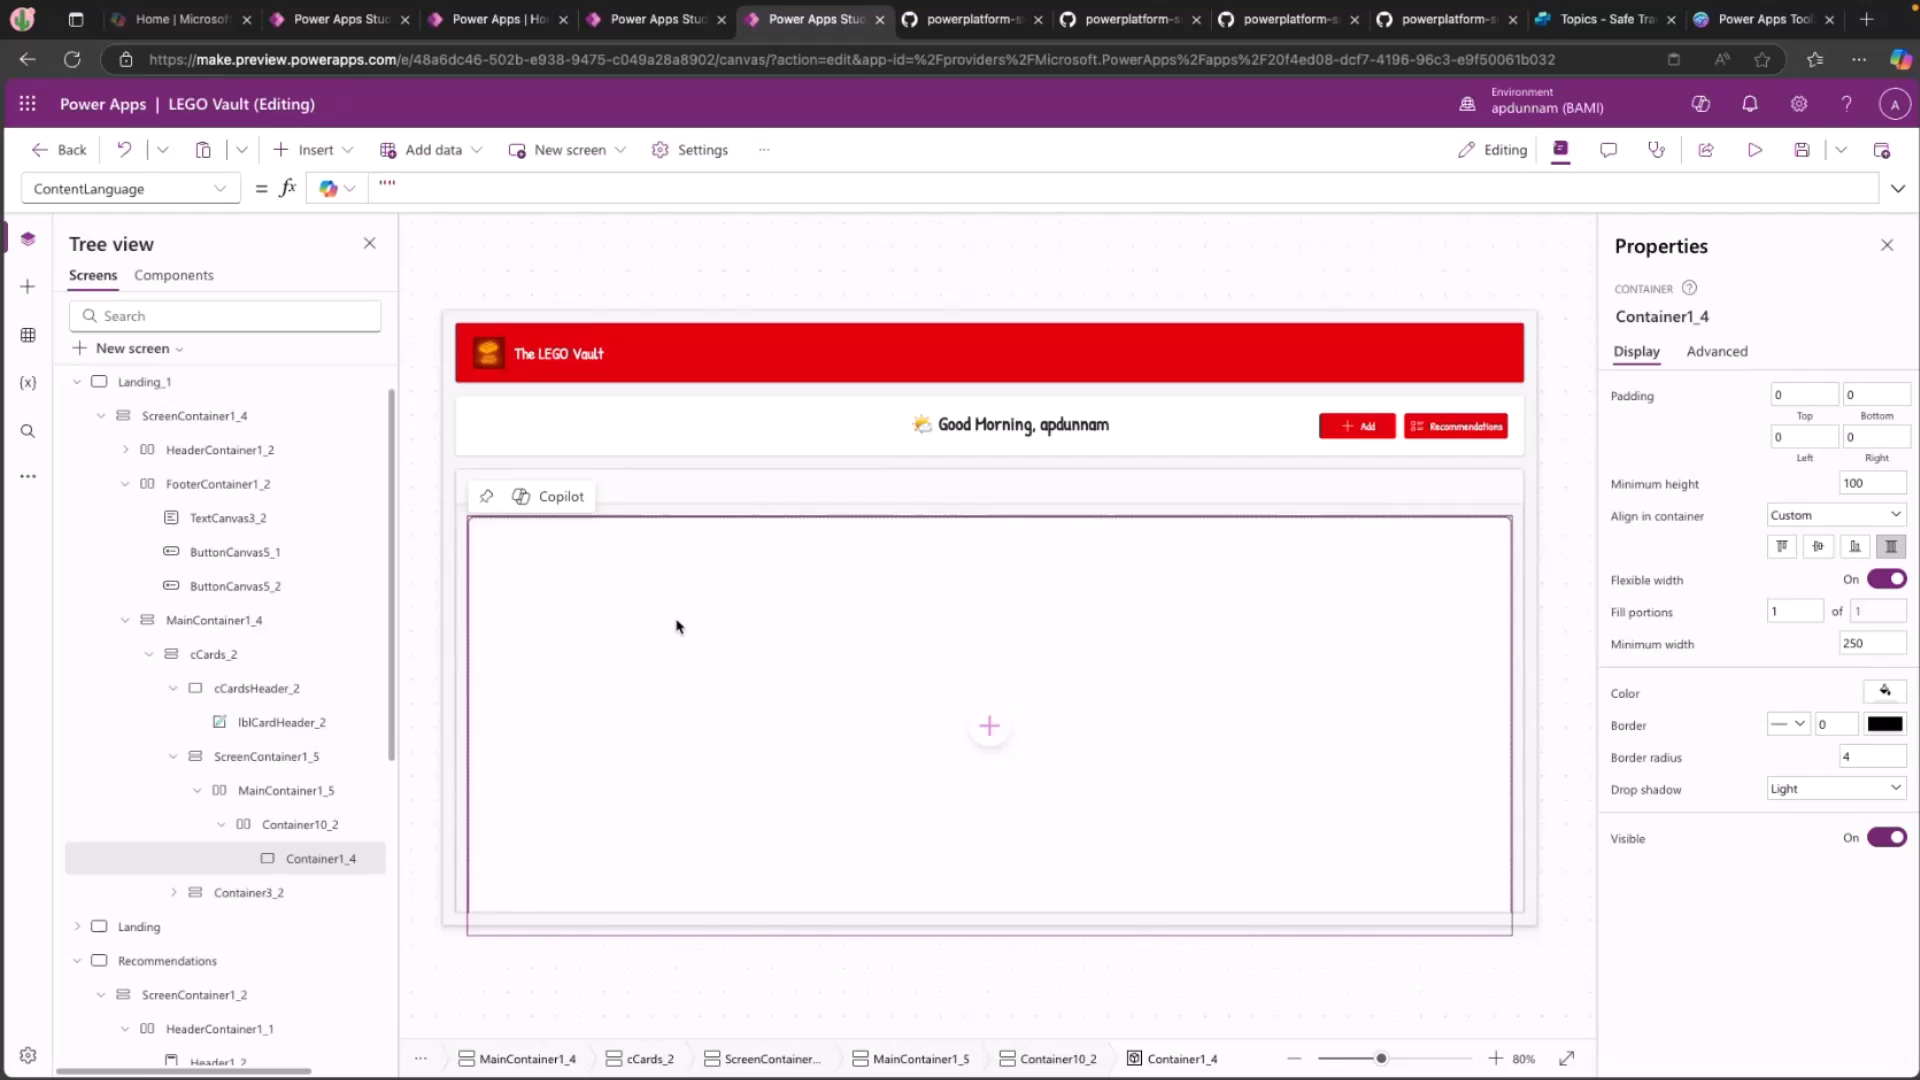 Home | Microsof
Power Apps Stu
Power Apps | Ho
Power Apps Stu
Power Apps Stu
powerplatform-s
powerplatform-s
powerplatform-s
powerplatform-s
Topics - Safe Tra
Power Apps Tool
https://make.preview.powerapps.com/e/48a6dc46-502b-e938-9475-c049a28a8902/canvas/?action=edit&app-id=%2Fproviders%2FMicrosoft.PowerApps%2Fapps%2F20f4ed08-dcf7-4196-96c3-e9f50061b032
Power Apps | LEGO Vault (Editing)
Environment
apdunnam (BAMI)
A
Back
Insert
Add data
New screen
Settings
...
Editing
ContentLanguage
= fx
""
Tree view
Screens
Components
Search
New screen
Landing_1
ScreenContainer1_4
HeaderContainer1_2
FooterContainer1_2
TextCanvas3_2
ButtonCanvas5_1
ButtonCanvas5_2
MainContainer1_4
cCards_2
cCardsHeader_2
lblCardHeader_2
ScreenContainer1_5
MainContainer1_5
Container10_2
Container1_4
Container3_2
Landing
Recommendations
ScreenContainer1_2
HeaderContainer1_1
Header1_2
The LEGO Vault
Good Morning, apdunnam
Add
Recommendations
Copilot
Properties
CONTAINER
Container1_4
Display
Advanced
Padding
0
0
Top
Bottom
0
0
Left
Right
Minimum height
100
Align in container
Custom
Flexible width
On
Fill portions
1 of 1
Minimum width
250
Color
Border
0
Border radius
4
Drop shadow
Light
Visible
On
...
MainContainer1_4
cCards_2
ScreenContainer...
MainContainer1_5
Container10_2
Container1_4
80%